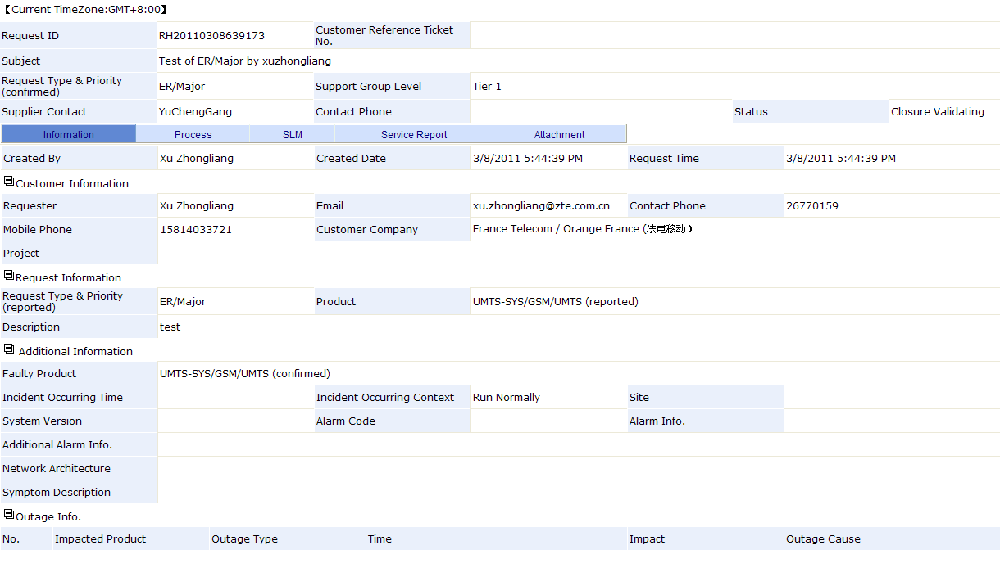 【Current TimeZone:GMT+8:00】
Request ID RH20110308639173 Customer Reference Ticket No.
Subject Test of ER/Major by xuzhongliang
Request Type & Priority (confirmed) ER/Major Support Group Level Tier 1
Supplier Contact YuChengGang Contact Phone Status Closure Validating
Information Process SLM Service Report Attachment
Created By Xu Zhongliang Created Date 3/8/2011 5:44:39 PM Request Time 3/8/2011 5:44:39 PM
Customer Information
Requester Xu Zhongliang Email xu.zhongliang@zte.com.cn Contact Phone 26770159
Mobile Phone 15814033721 Customer Company France Telecom / Orange France (法电移动)
Project
Request Information
Request Type & Priority (reported) ER/Major Product UMTS-SYS/GSM/UMTS (reported)
Description test
Additional Information
Faulty Product UMTS-SYS/GSM/UMTS (confirmed)
Incident Occurring Time Incident Occurring Context Run Normally Site
System Version Alarm Code Alarm Info.
Additional Alarm Info.
Network Architecture
Symptom Description
Outage Info.
No. Impacted Product Outage Type Time Impact Outage Cause